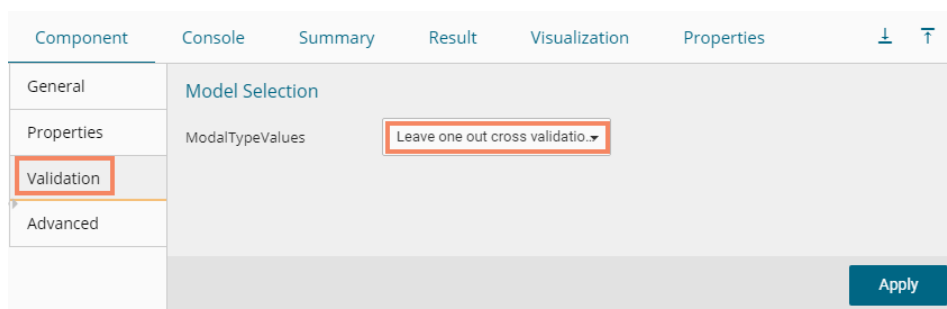 Component Console Summary Result Visualization Properties
General
Model Selection
Properties
ModalTypeValues Leave one out cross validatio..
Validation
Advanced
Apply